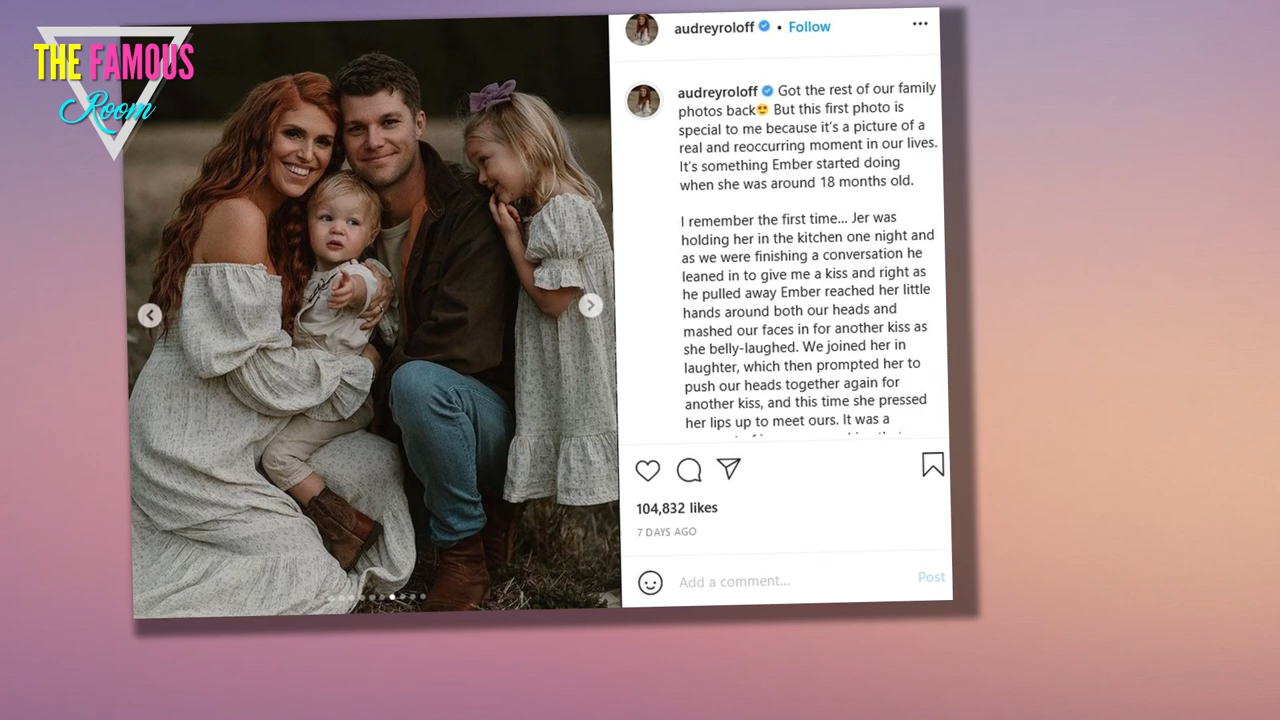 THE FAMOUS
Room
audreyroloff • Follow
audreyroloff Got the rest of our family
photos back😍 But this first photo is
special to me because it's a picture of a
real and reoccurring moment in our lives.
It's something Ember started doing
when she was around 18 months old.
I remember the first time... Jer was
holding her in the kitchen one night and
as we were finishing a conversation he
leaned in to give me a kiss and right as
he pulled away Ember reached her little
hands around both our heads and
mashed our faces in for another kiss as
she belly-laughed. We joined her in
laughter, which then prompted her to
push our heads together again for
another kiss, and this time she pressed
her lips up to meet ours. It was a
104,832 likes
7 DAYS AGO
Add a comment... Post